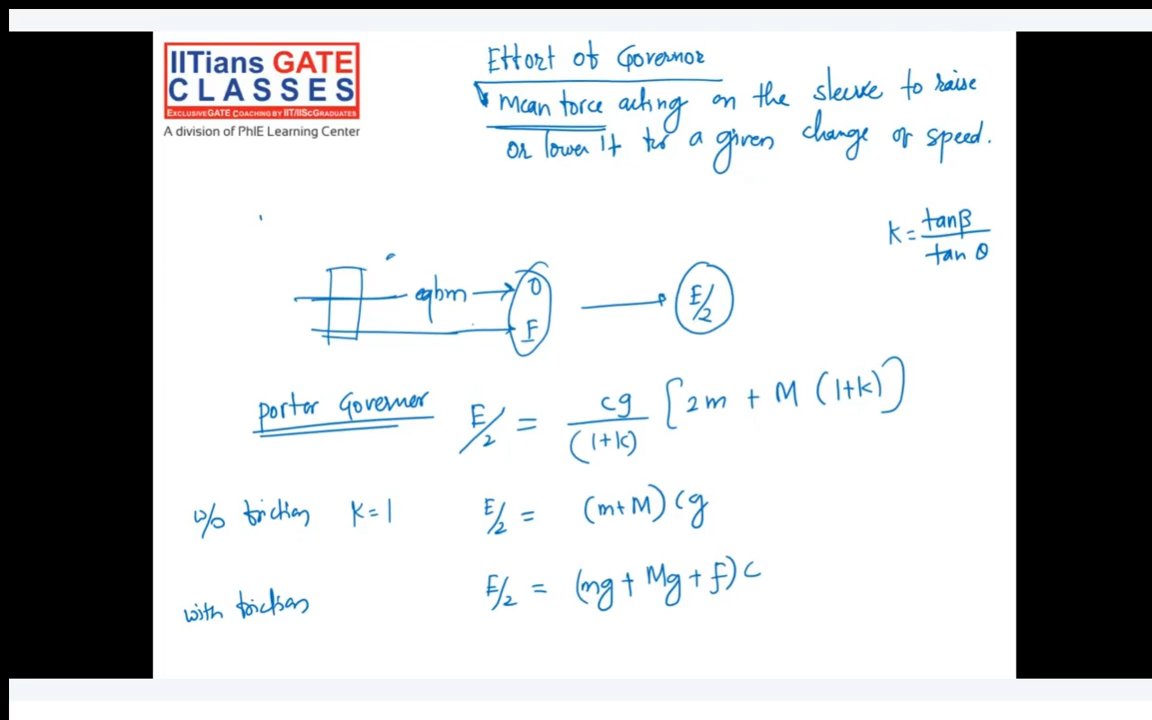 IITians GATE
CLASSES
EXCLUSIVE GATE COACHING BY IIT/IISc GRADUATES
A division of PhIE Learning Center
Effort of Governor
Mean force acting on the sleeve to raise
or lower it for a given change of speed.
K = tanβ / tan θ
eqbm → 0
F
E/2
Porter Governer E/2 = cg/(1+k) [2m + M (1+k)]
w/o friction K=1 E/2 = (m+M) cg
with friction E/2 = (mg + Mg + f) c